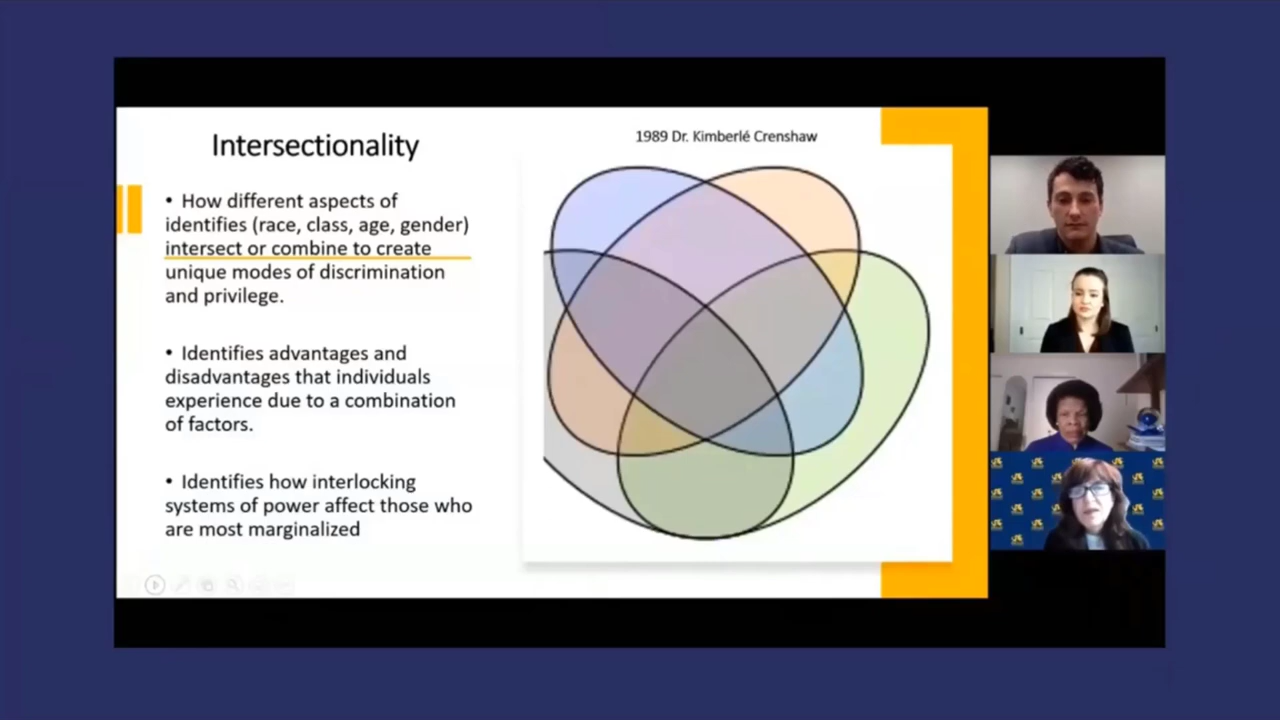 Intersectionality
• How different aspects of
identifies (race, class, age, gender)
intersect or combine to create
unique modes of discrimination
and privilege.
• Identifies advantages and
disadvantages that individuals
experience due to a combination
of factors.
• Identifies how interlocking
systems of power affect those who
are most marginalized
1989 Dr. Kimberlé Crenshaw